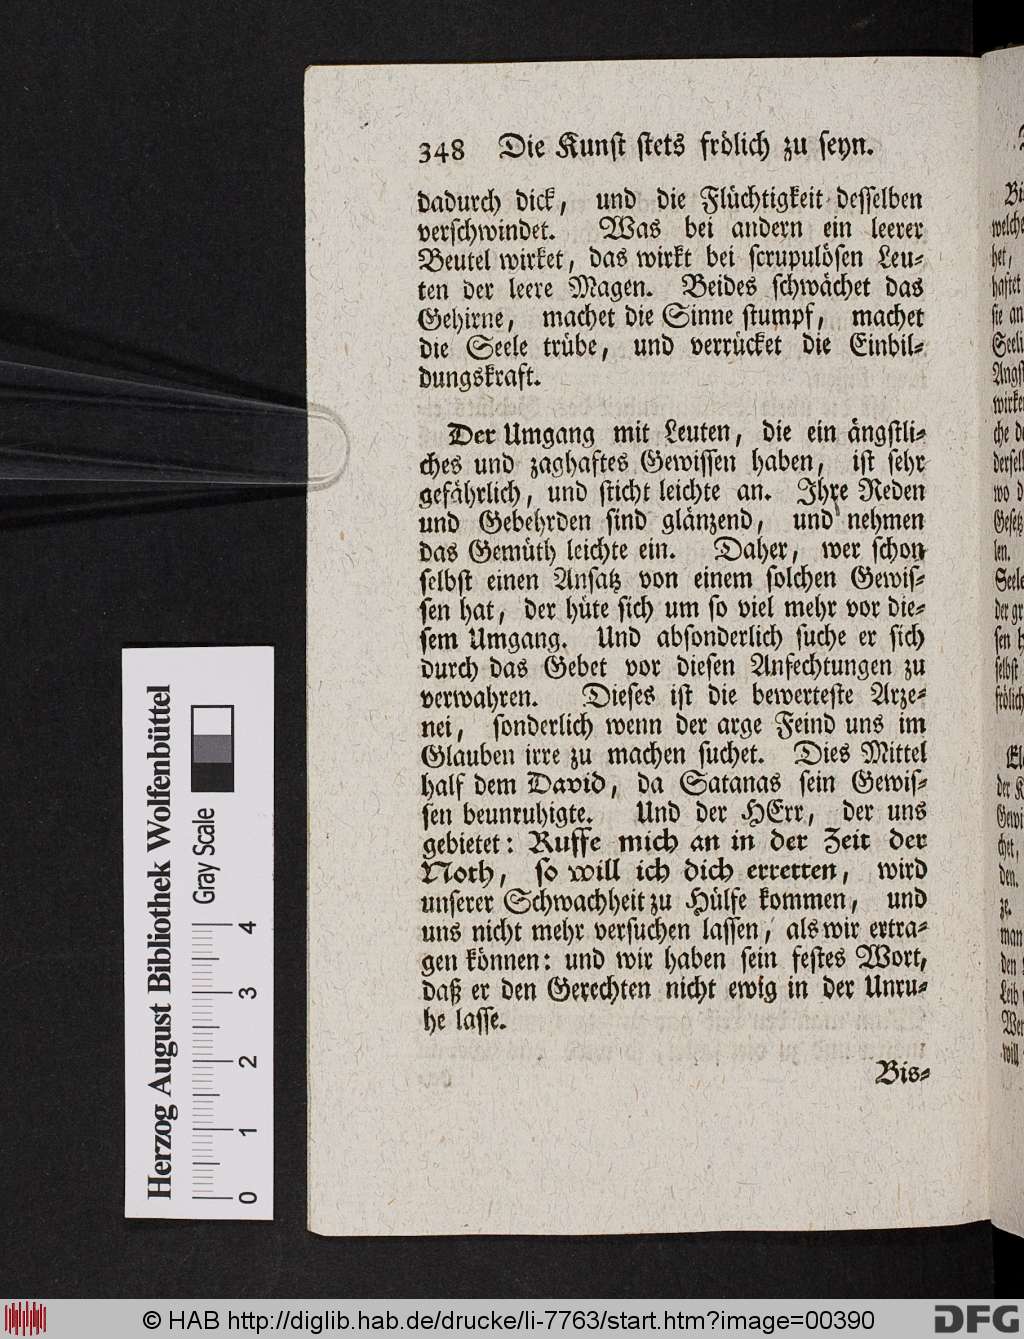 348 Die Kunst stets frölich zu seyn.
dadurch dick, und die Flüchtigkeit desselben
verschwindet. Was bei andern ein leerer
Beutel wirket, das wirkt bei scrupulösen Leu-
ten der leere Magen. Beides schwächet das
Gehirne, machet die Sinne stumpf, machet
die Seele trübe, und verrücket die Einbil-
dungskraft.
Der Umgang mit Leuten, die ein ängstli-
ches und zaghaftes Gewissen haben, ist sehr
gefährlich, und sticht leichte an. Ihre Reden
und Gebehrden sind glänzend, und nehmen
das Gemüth leichte ein. Daher, wer schon
selbst einen Ansatz von einem solchen Gewis-
sen hat, der hüte sich um so viel mehr vor die-
sem Umgang. Und absonderlich suche er sich
durch das Gebet vor diesen Anfechtungen zu
verwahren. Dieses ist die bewerteste Arze-
nei, sonderlich wenn der arge Feind uns im
Glauben irre zu machen suchet. Dies Mittel
half dem David, da Satanas sein Gewis-
sen beunruhigte. Und der HErr, der uns
gebietet: Ruffe mich an in der Zeit der
Noth, so will ich dich erretten, wird
unserer Schwachheit zu Hülfe kommen, und
uns nicht mehr versuchen lassen, als wir ertra-
gen können: und wir haben sein festes Wort,
daß er den Gerechten nicht ewig in der Unru-
he lasse.
Bis-
Herzog August Bibliothek Wolfenbüttel
Gray Scale
0 1 2 3 4
© HAB http://diglib.hab.de/drucke/li-7763/start.htm?image=00390
DFG